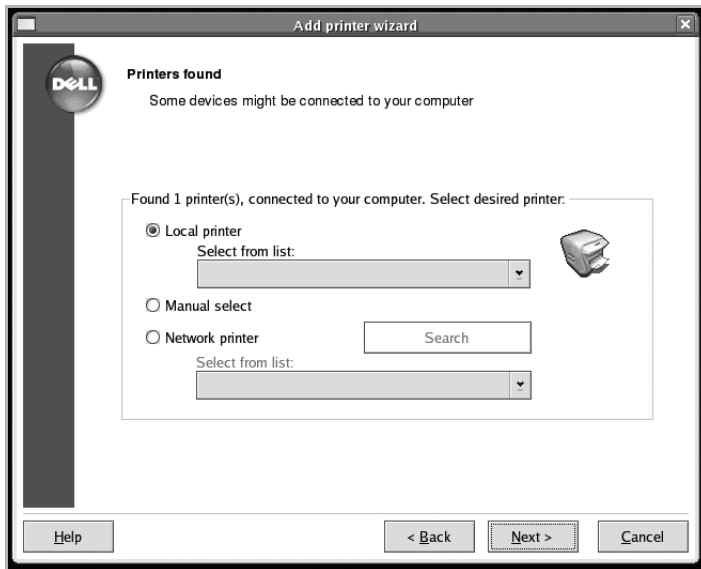 Add printer wizard
DELL
Printers found
Some devices might be connected to your computer
Found 1 printer(s), connected to your computer. Select desired printer:
Local printer
Select from list:
Manual select
Network printer Search
Select from list:
Help < Back Next > Cancel